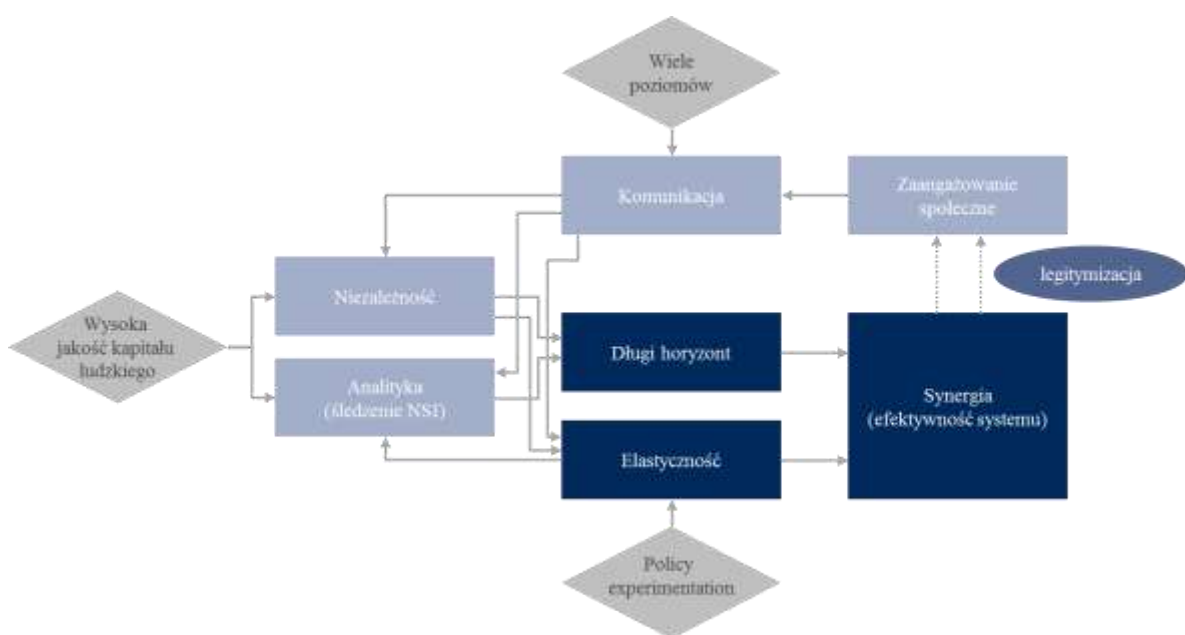 Wiele
poziomów
Komunikacja
Zaangażowanie
społeczne
legitymizacja
Niezależność
Wysoka
jakość kapitału
ludzkiego
Długi horyzont
Analityka
(śledzenie NSI)
Synergia
(efektywność systemu)
Elastyczność
Policy
experimentation